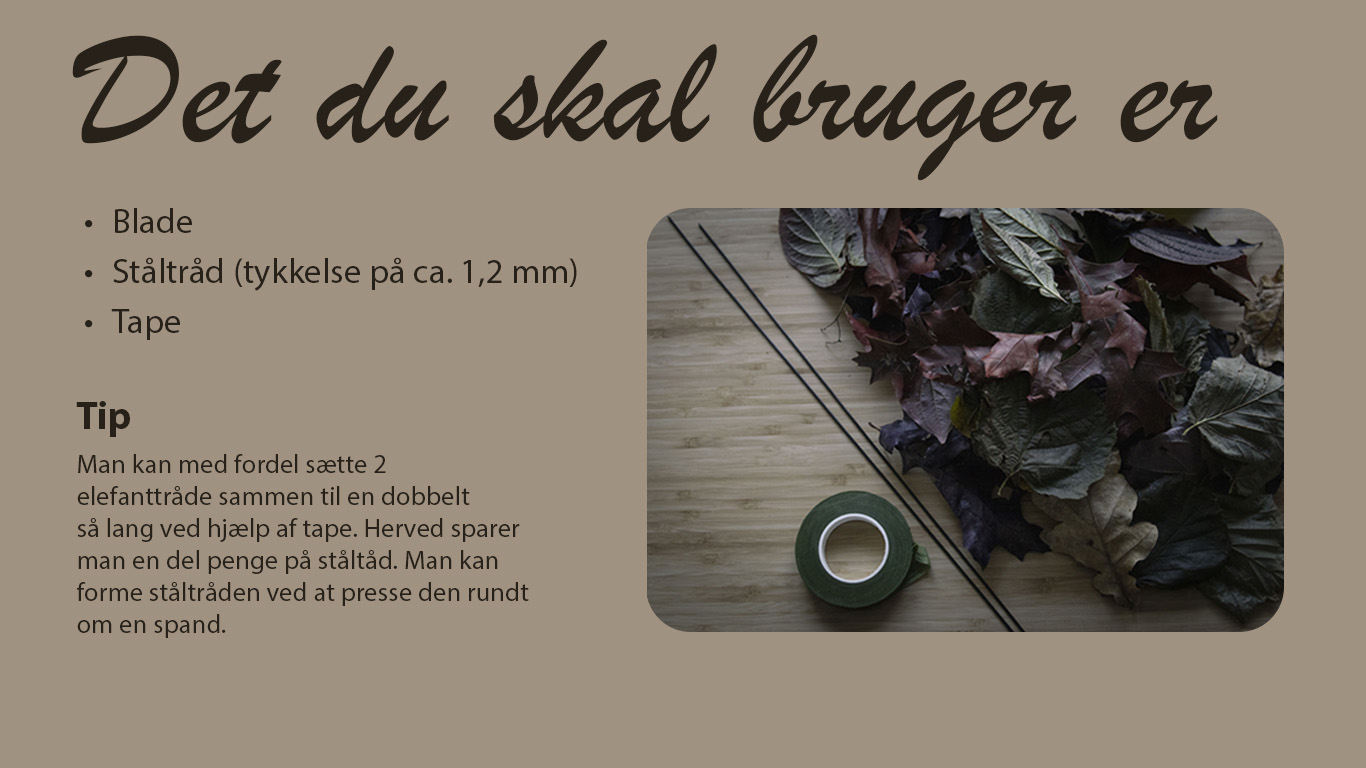 Det du skal bruger er
• Blade
• Ståltråd (tykkelse på ca. 1,2 mm)
• Tape
Tip
Man kan med fordel sætte 2
elefanttråde sammen til en dobbelt
så lang ved hjælp af tape. Herved sparer
man en del penge på ståltåd. Man kan
forme ståltråden ved at presse den rundt
om en spand.